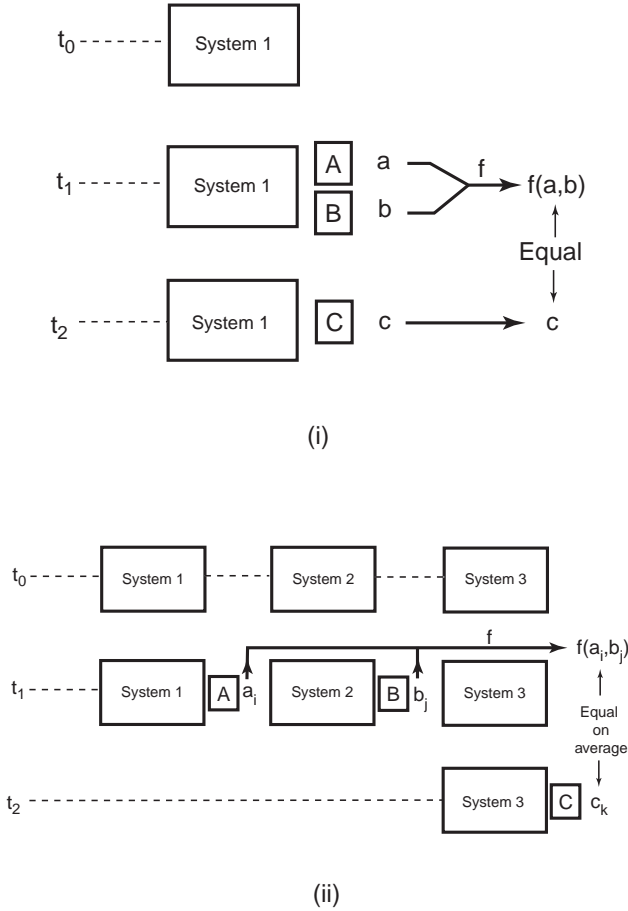 t0 System 1
A a f
t1 System 1 f(a,b)
B b
Equal
t2 System 1 C c c
(i)
t0 System 1 System 2 System 3
f f(ai,bj)
t1 System 1 A ai System 2 B bj System 3
Equal
on
average
t2 System 3 C ck
(ii)